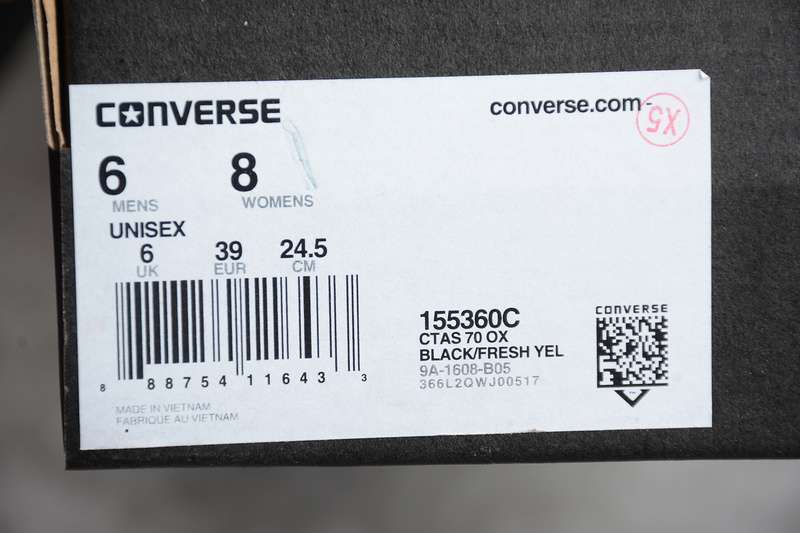 CONVERSE
converse.com
X5
6 8
MENS WOMENS
UNISEX
6 39 24.5
UK EUR CM
8 88754 11643 3
155360C
CTAS 70 OX
BLACK/FRESH YEL
9A-1608-B05
366L2QWJ00517
CONVERSE
MADE IN VIETNAM
FABRIQUE AU VIETNAM